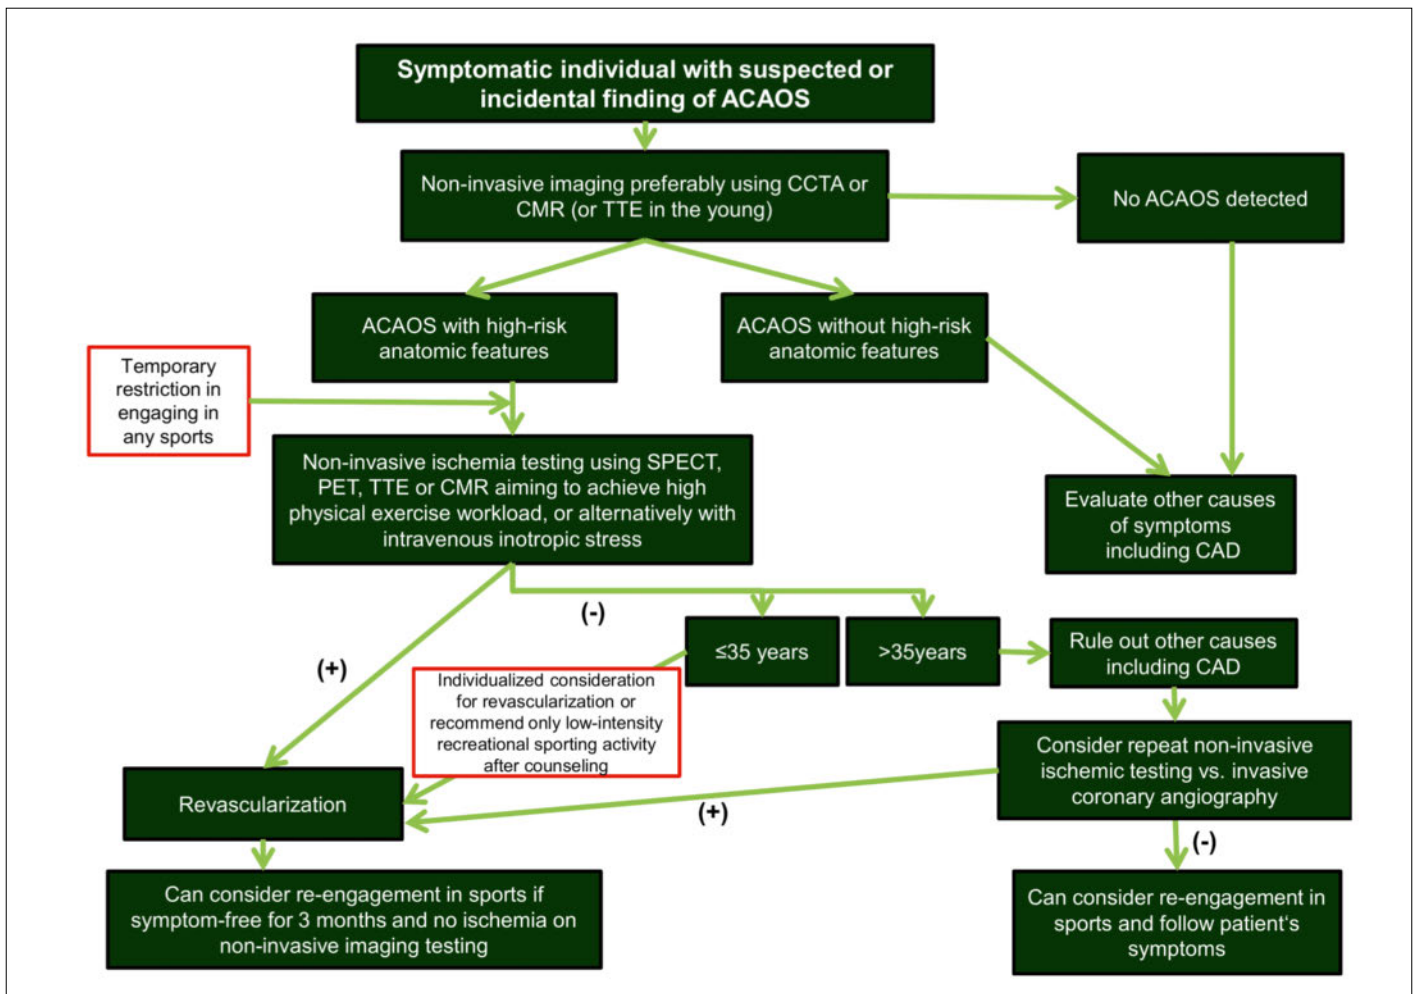 Symptomatic individual with suspected or
incidental finding of ACAOS
Non-invasive imaging preferably using CCTA or
CMR (or TTE in the young)
No ACAOS detected
ACAOS with high-risk
anatomic features
ACAOS without high-risk
anatomic features
Temporary
restriction in
engaging in
any sports
Non-invasive ischemia testing using SPECT,
PET, TTE or CMR aiming to achieve high
physical exercise workload, or alternatively with
intravenous inotropic stress
Evaluate other causes
of symptoms
including CAD
(-)
≤35 years
>35years
Rule out other causes
including CAD
(+)
Individualized consideration
for revascularization or
recommend only low-intensity
recreational sporting activity
after counseling
Consider repeat non-invasive
ischemic testing vs. invasive
coronary angiography
Revascularization
(+)
(-)
Can consider re-engagement in sports if
symptom-free for 3 months and no ischemia on
non-invasive imaging testing
Can consider re-engagement in
sports and follow patient‘s
symptoms